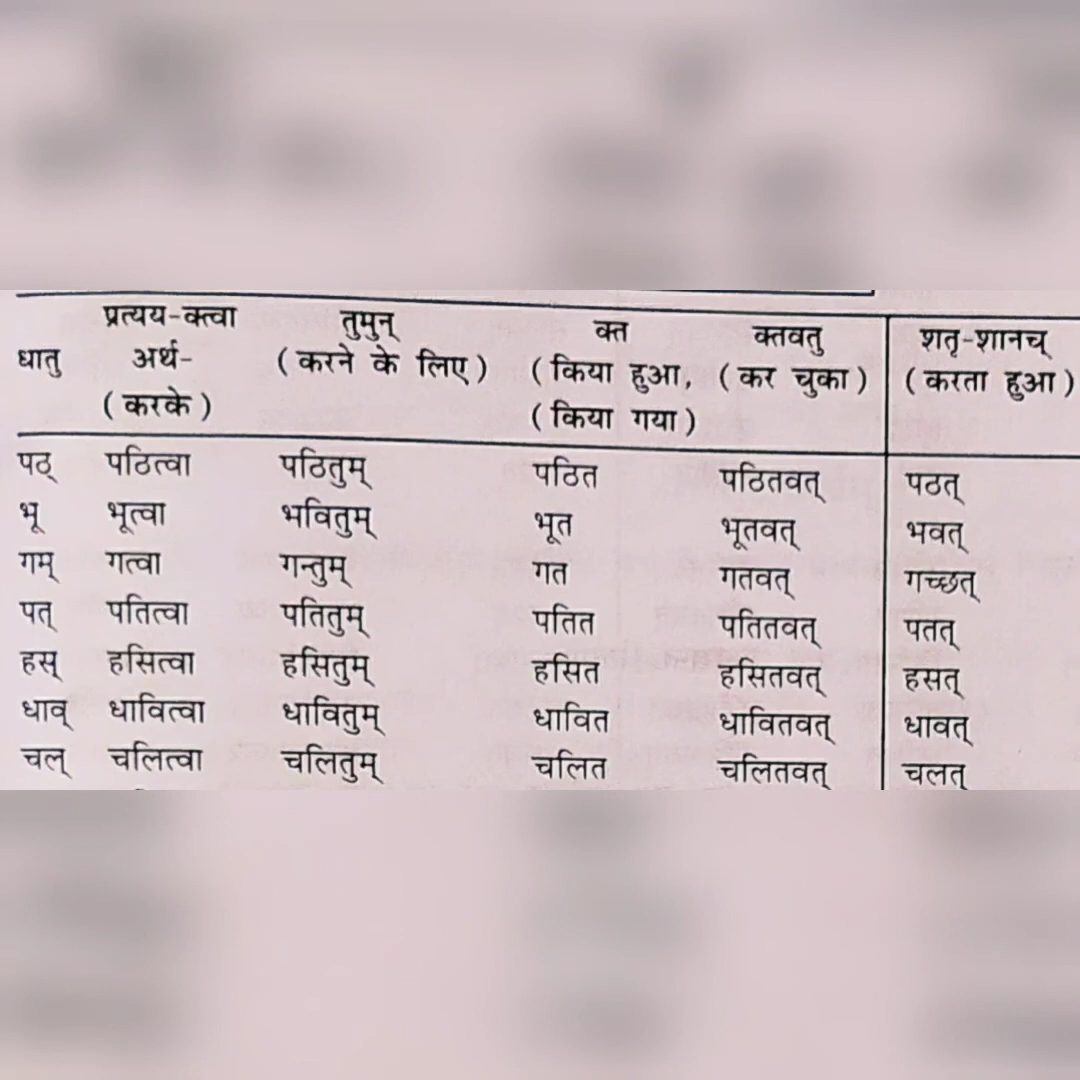 प्रत्यय-क्त्वा तुमुन् क्त क्तवतु शतृ-शानच्
धातु अर्थ- (करने के लिए) (किया हुआ, (कर चुका) (करता हुआ)
(करके) (किया गया)
पठ् पठित्वा पठितुम् पठित पठितवत् पठत्
भू भूत्वा भवितुम् भूत भूतवत् भवत्
गम् गत्वा गन्तुम् गत गतवत् गच्छत्
पत् पतित्वा पतितुम् पतित पतितवत् पतत्
हस् हसित्वा हसितुम् हसित हसितवत् हसत्
धाव् धावित्वा धावितुम् धावित धावितवत् धावत्
चल् चलित्वा चलितुम् चलित चलितवत् चलत्